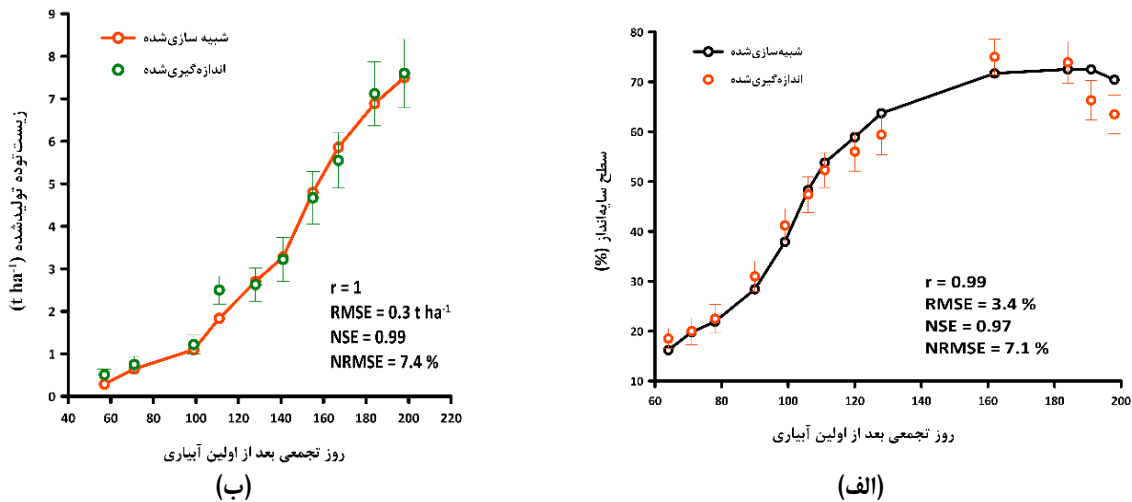 شبیه سازی‌شده
اندازه‌گیری‌شده
زیست‌توده تولیدشده (t ha⁻¹)
9
8
7
6
5
4
3
2
1
0
r = 1
RMSE = 0.3 t ha⁻¹
NSE = 0.99
NRMSE = 7.4 %
40 60 80 100 120 140 160 180 200 220
روز تجمعی بعد از اولین آبیاری
(ب)
شبیه‌سازی‌شده
اندازه‌گیری‌شده
سطح سایه‌انداز (%)
80
70
60
50
40
30
20
10
r = 0.99
RMSE = 3.4 %
NSE = 0.97
NRMSE = 7.1 %
60 80 100 120 140 160 180 200
روز تجمعی بعد از اولین آبیاری
(الف)